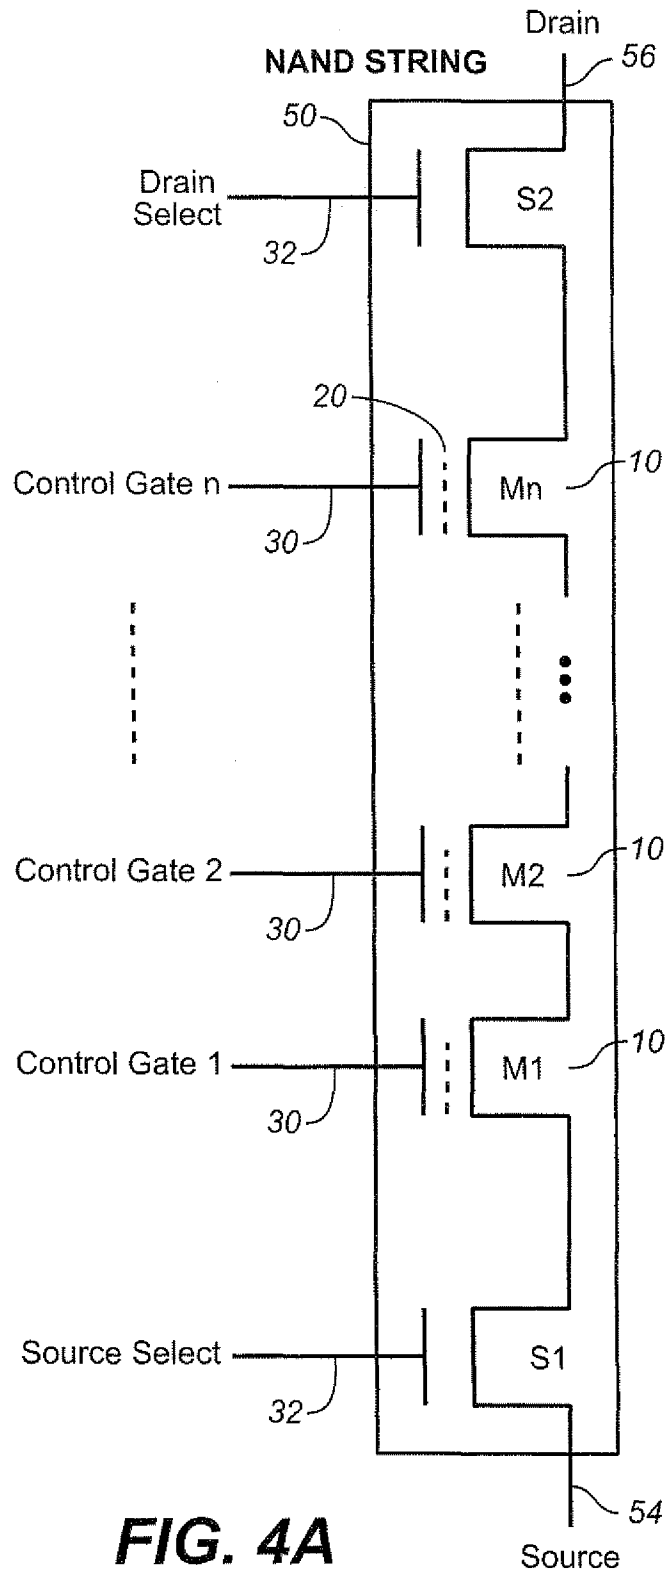 Drain
NAND STRING
56
50
Drain
Select
S2
32
20
Control Gate n
Mn
10
30
Control Gate 2
M2
10
30
Control Gate 1
M1
10
30
Source Select
S1
32
54
FIG. 4A
Source